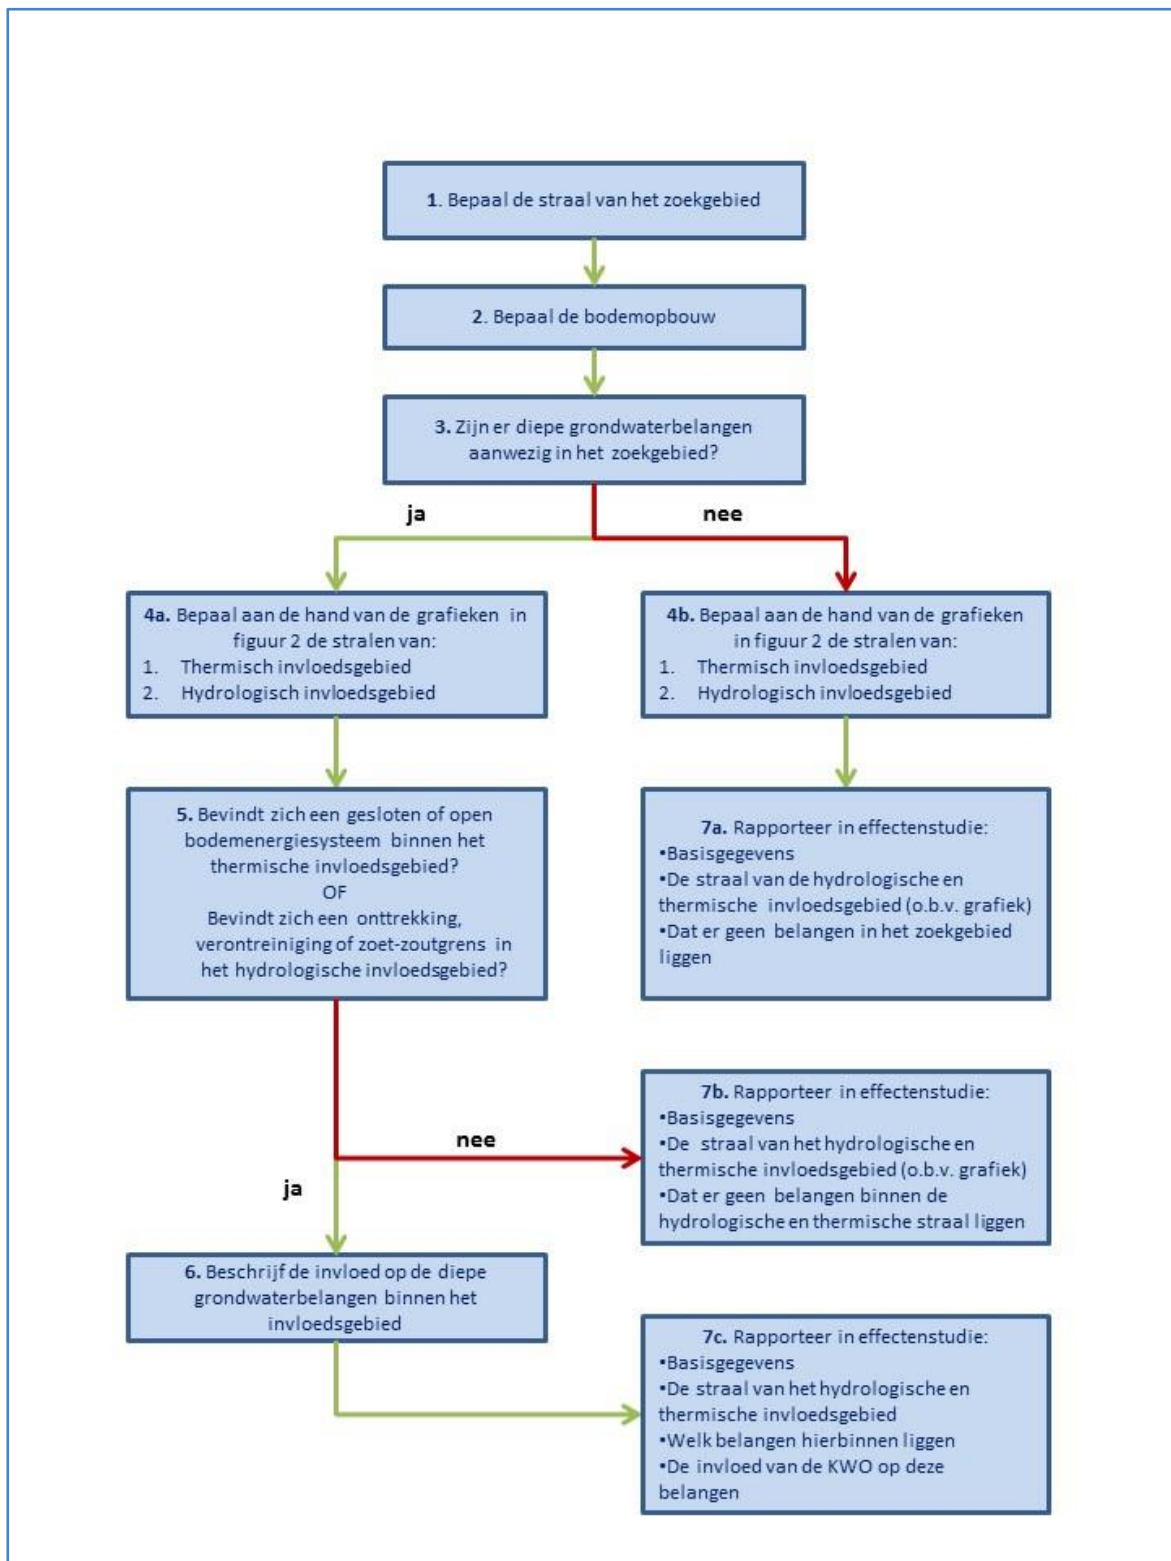 1. Bepaal de straal van het zoekgebied
2. Bepaal de bodemopbouw
3. Zijn er diepe grondwaterbelangen
aanwezig in het zoekgebied?
ja
nee
4a. Bepaal aan de hand van de grafieken in
figuur 2 de stralen van:
1. Thermisch invloedsgebied
2. Hydrologisch invloedsgebied
4b. Bepaal aan de hand van de grafieken
in figuur 2 de stralen van:
1. Thermisch invloedsgebied
2. Hydrologisch invloedsgebied
5. Bevindt zich een gesloten of open
bodemenergiesysteem binnen het
thermische invloedsgebied?
OF
Bevindt zich een onttrekking,
verontreiniging of zoet-zoutgrens in
het hydrologische invloedsgebied?
7a. Rapporteer in effectenstudie:
•Basisgegevens
•De straal van de hydrologische en
thermische invloedsgebied (o.b.v. grafiek)
•Dat er geen belangen in het zoekgebied
liggen
nee
ja
7b. Rapporteer in effectenstudie:
•Basisgegevens
•De straal van het hydrologische en
thermische invloedsgebied (o.b.v. grafiek)
•Dat er geen belangen binnen de
hydrologische en thermische straal liggen
6. Beschrijf de invloed op de diepe
grondwaterbelangen binnen het
invloedsgebied
7c. Rapporteer in effectenstudie:
•Basisgegevens
•De straal van het hydrologische en
thermische invloedsgebied
•Welk belangen hierbinnen liggen
•De invloed van de KWO op deze
belangen